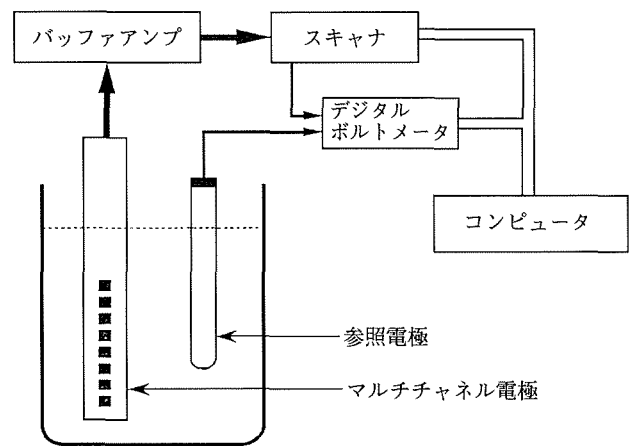 バッファアンプ
スキャナ
デジタル
ボルトメータ
コンピュータ
参照電極
マルチチャネル電極